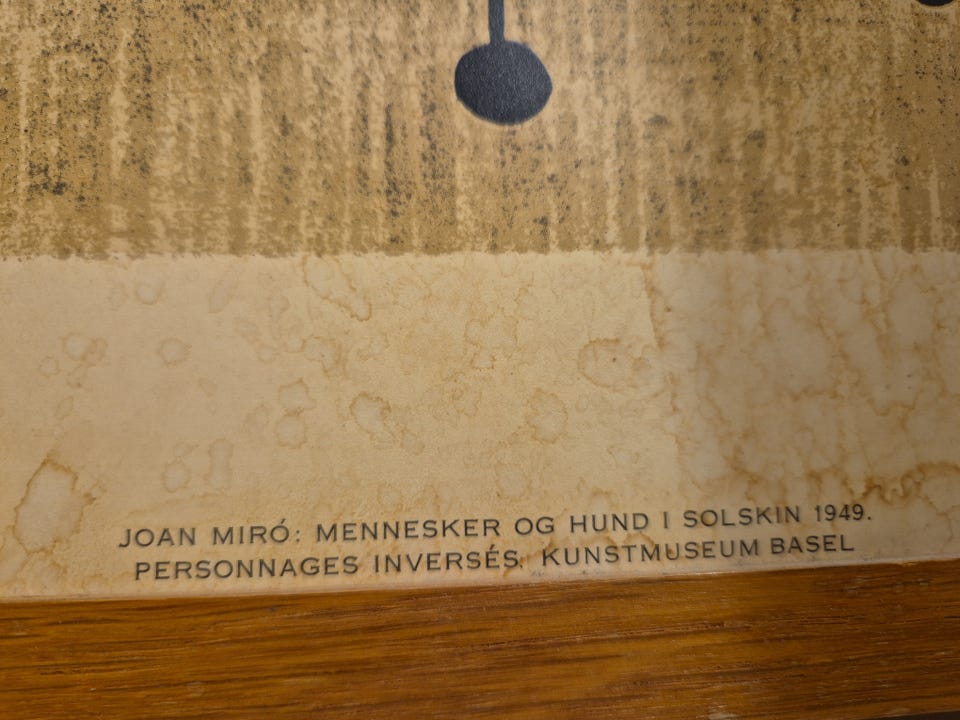 JOAN MIRÓ: MENNESKER OG HUND I SOLSKIN 1949.
PERSONNAGES INVERSÉS. KUNSTMUSEUM BASEL